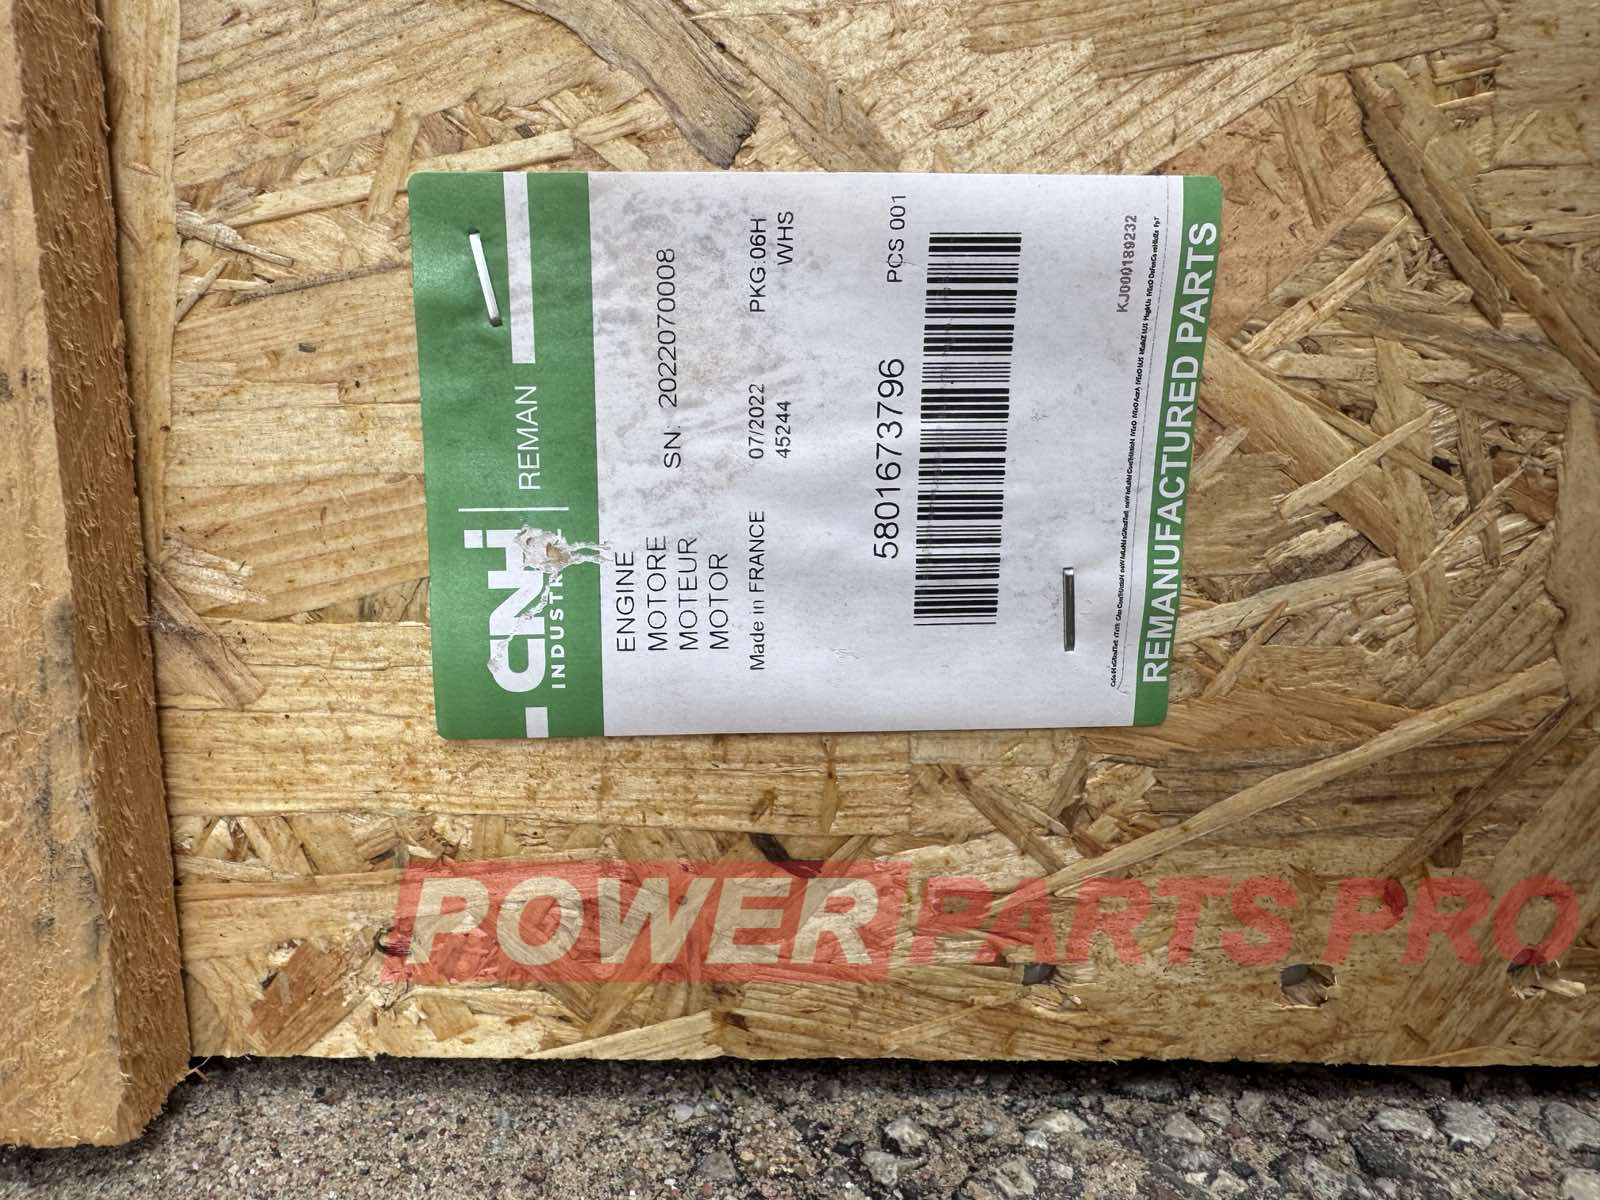 CNH | REMAN
INDUSTR
ENGINE
MOTORE SN: 2022070008
MOTEUR
MOTOR
Made in FRANCE 07/2022 PKG:06H
45244 WHS
5801673796 PCS 001
KJ000189232
REMANUFACTURED PARTS
POWER PARTS PRO